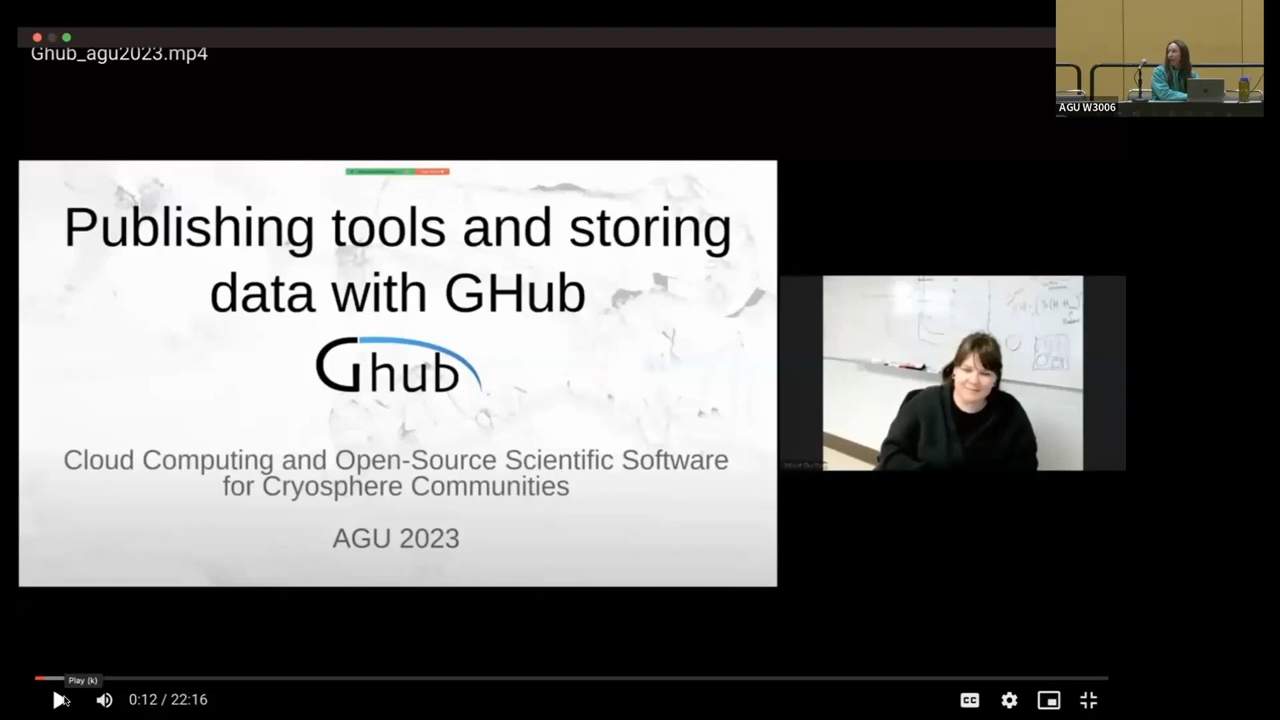 Ghub_agu2023.mp4
AGU W3006
Publishing tools and storing
data with GHub
Ghub
Cloud Computing and Open-Source Scientific Software
for Cryosphere Communities
AGU 2023
Play (k)
0:12 / 22:16
CC